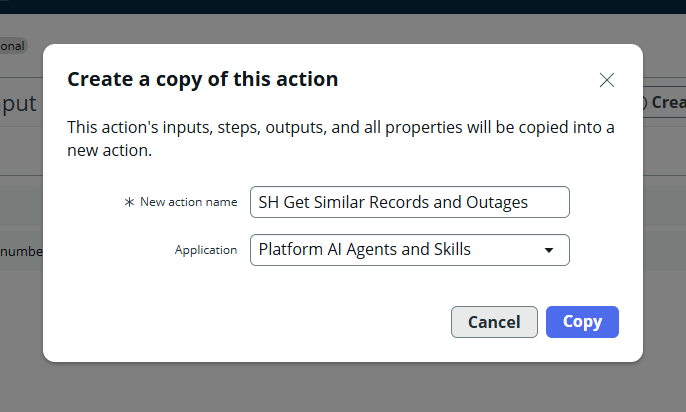 onal
Create a copy of this action
put
Crea
This action's inputs, steps, outputs, and all properties will be copied into a
new action.
* New action name
SH Get Similar Records and Outages
Application
Platform AI Agents and Skills
numbe
Cancel
Copy